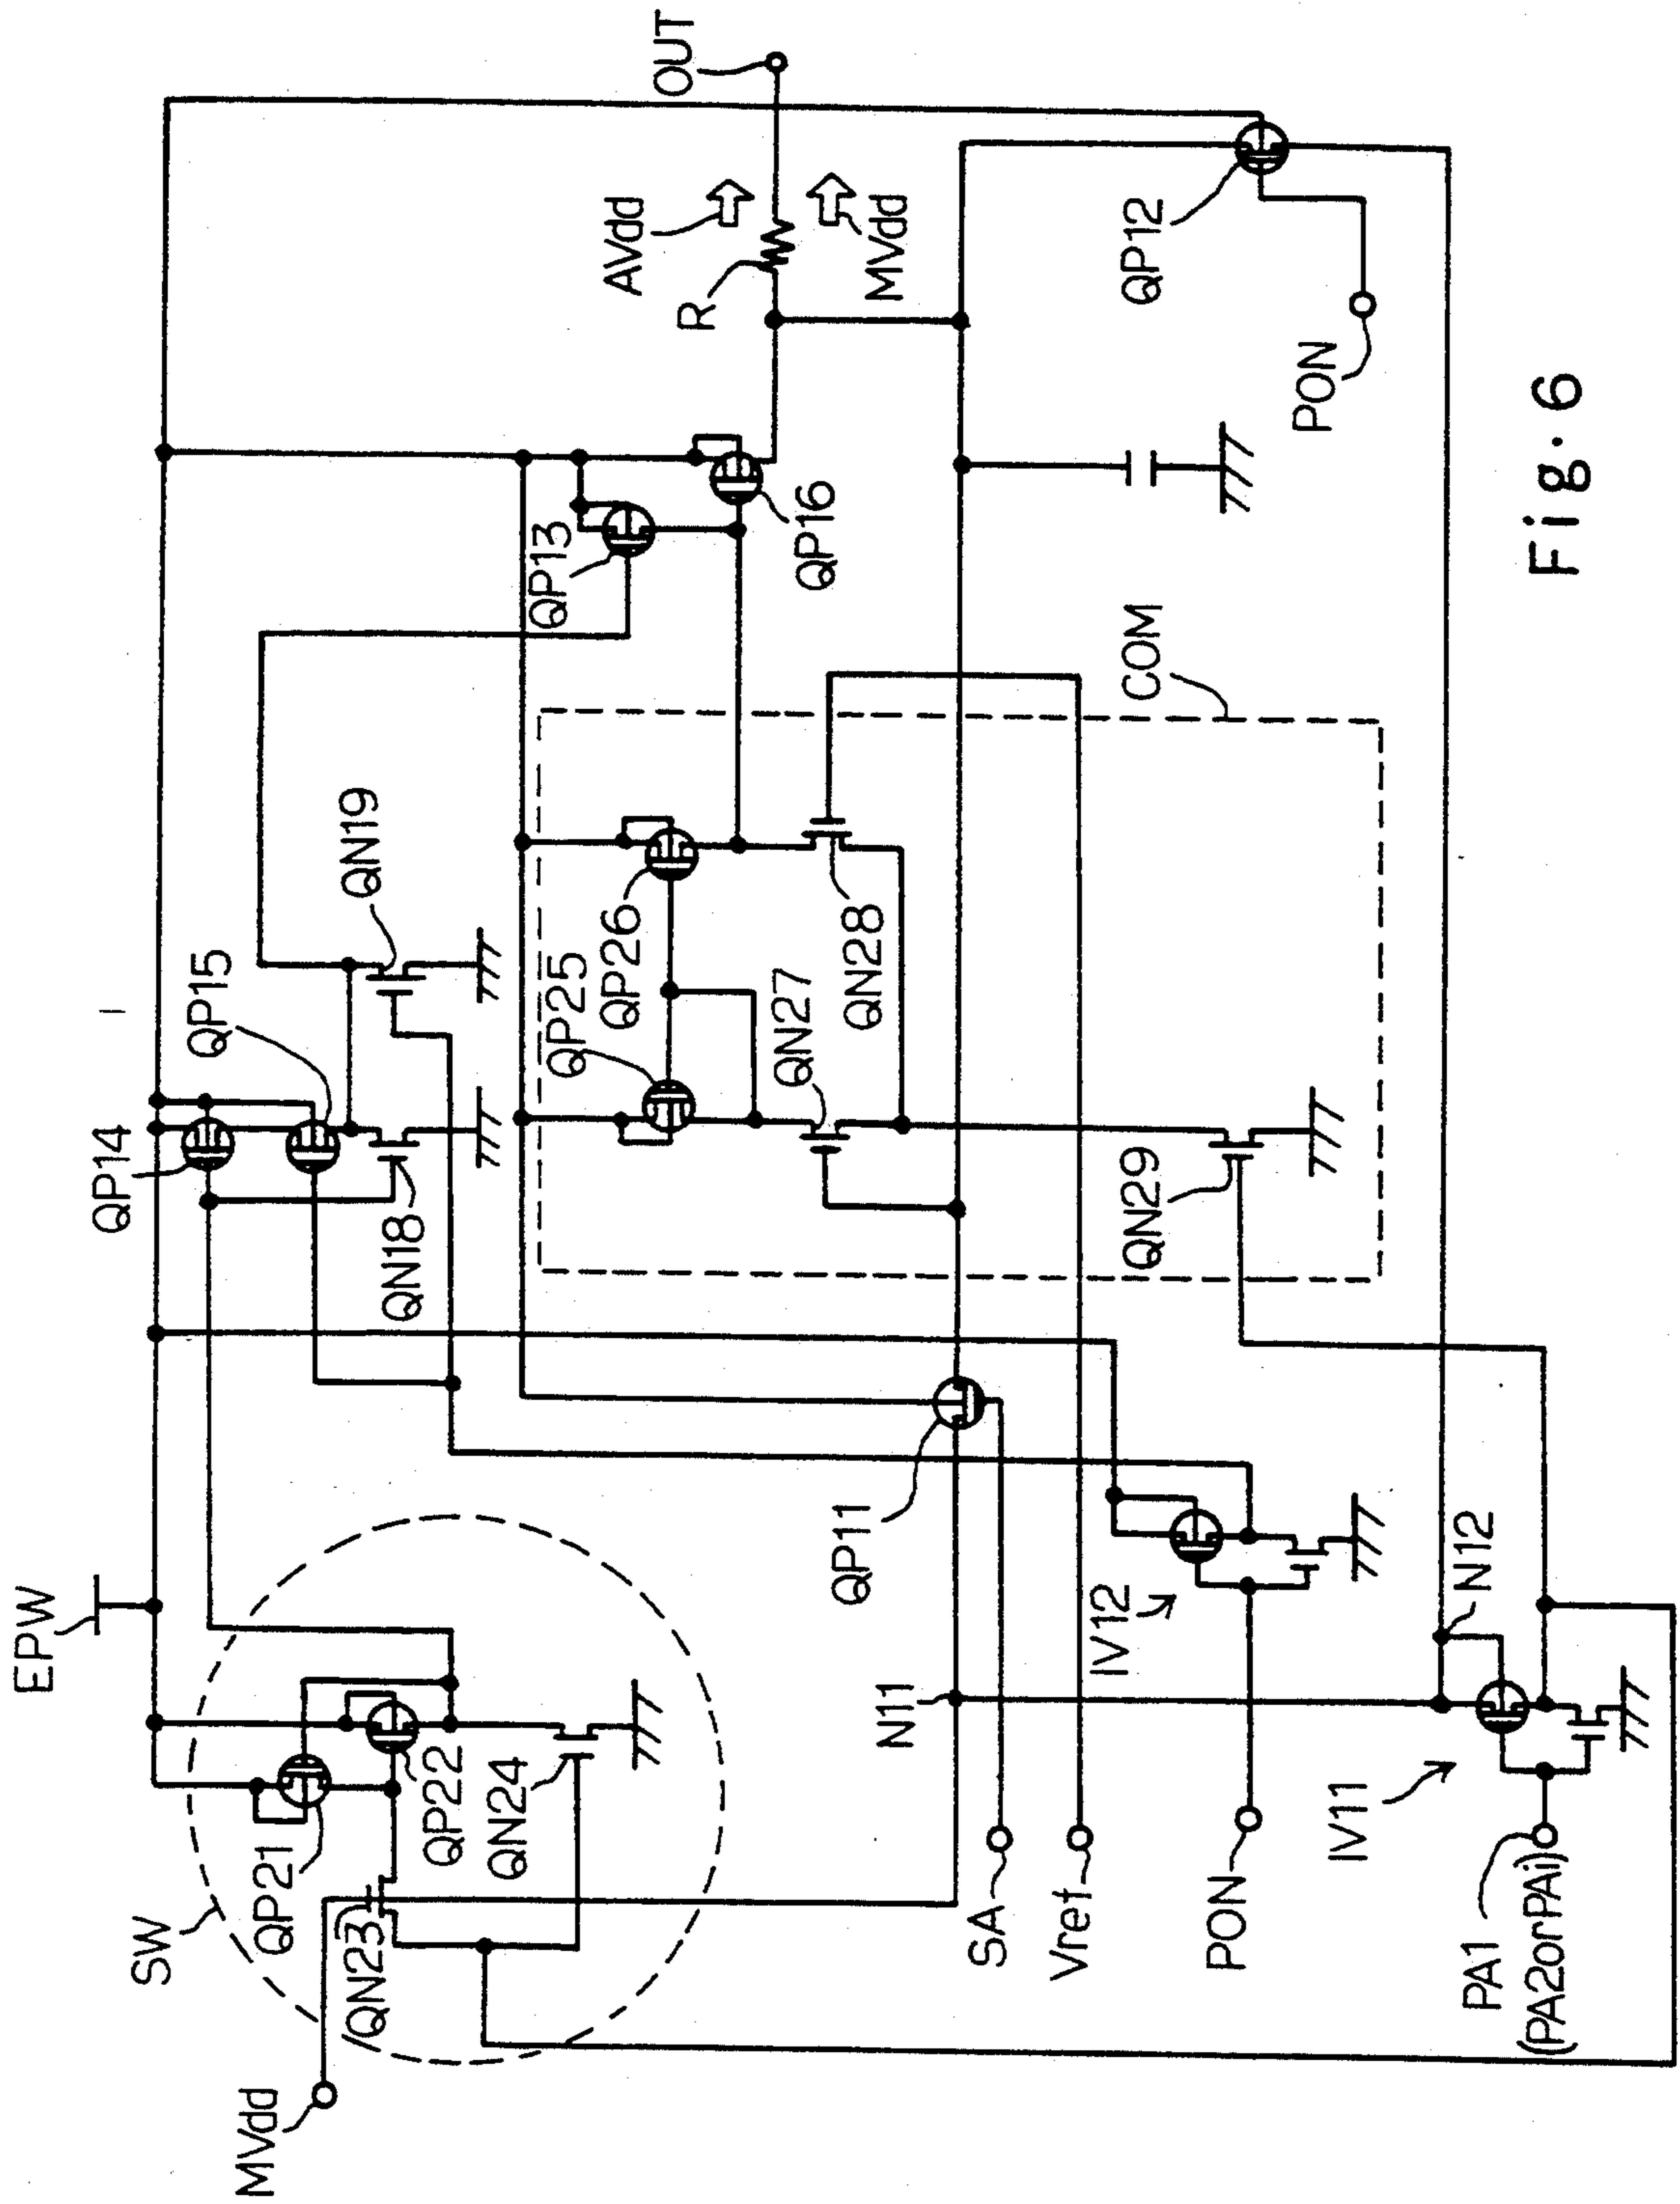 EPW
SW
MVdd
QP21
QP22
QN23
QN24
QP14
QP15
QN18
QN19
QP25
QP26
QN27
QN28
QN29
COM
QP13
QP16
AVdd
R
MVdd
OUT
QP12
PON
QP11
N11
N12
IV12
IV11
SA
Vref
PON
PA1
(PA2orPAi)
Fig. 6